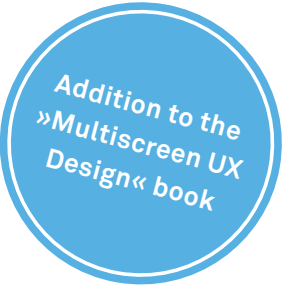 Addition to the
»Multiscreen UX
Design« book